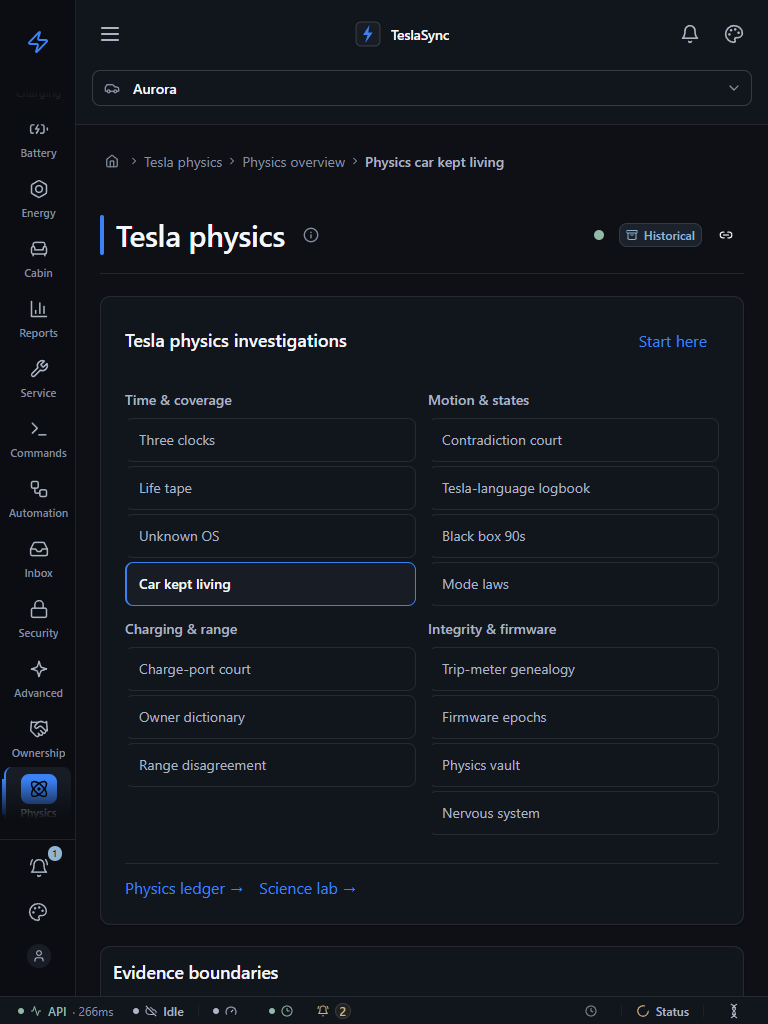 TeslaSync
Aurora
Charging
Battery
Energy
Cabin
Reports
Service
Commands
Automation
Inbox
Security
Advanced
Ownership
Physics
1
Tesla physics > Physics overview > Physics car kept living
Tesla physics
Historical
Tesla physics investigations
Start here
Time & coverage
Three clocks
Life tape
Unknown OS
Car kept living
Motion & states
Contradiction court
Tesla-language logbook
Black box 90s
Mode laws
Charging & range
Charge-port court
Owner dictionary
Range disagreement
Integrity & firmware
Trip-meter genealogy
Firmware epochs
Physics vault
Nervous system
Physics ledger →
Science lab →
Evidence boundaries
API · 266ms
Idle
2
Status